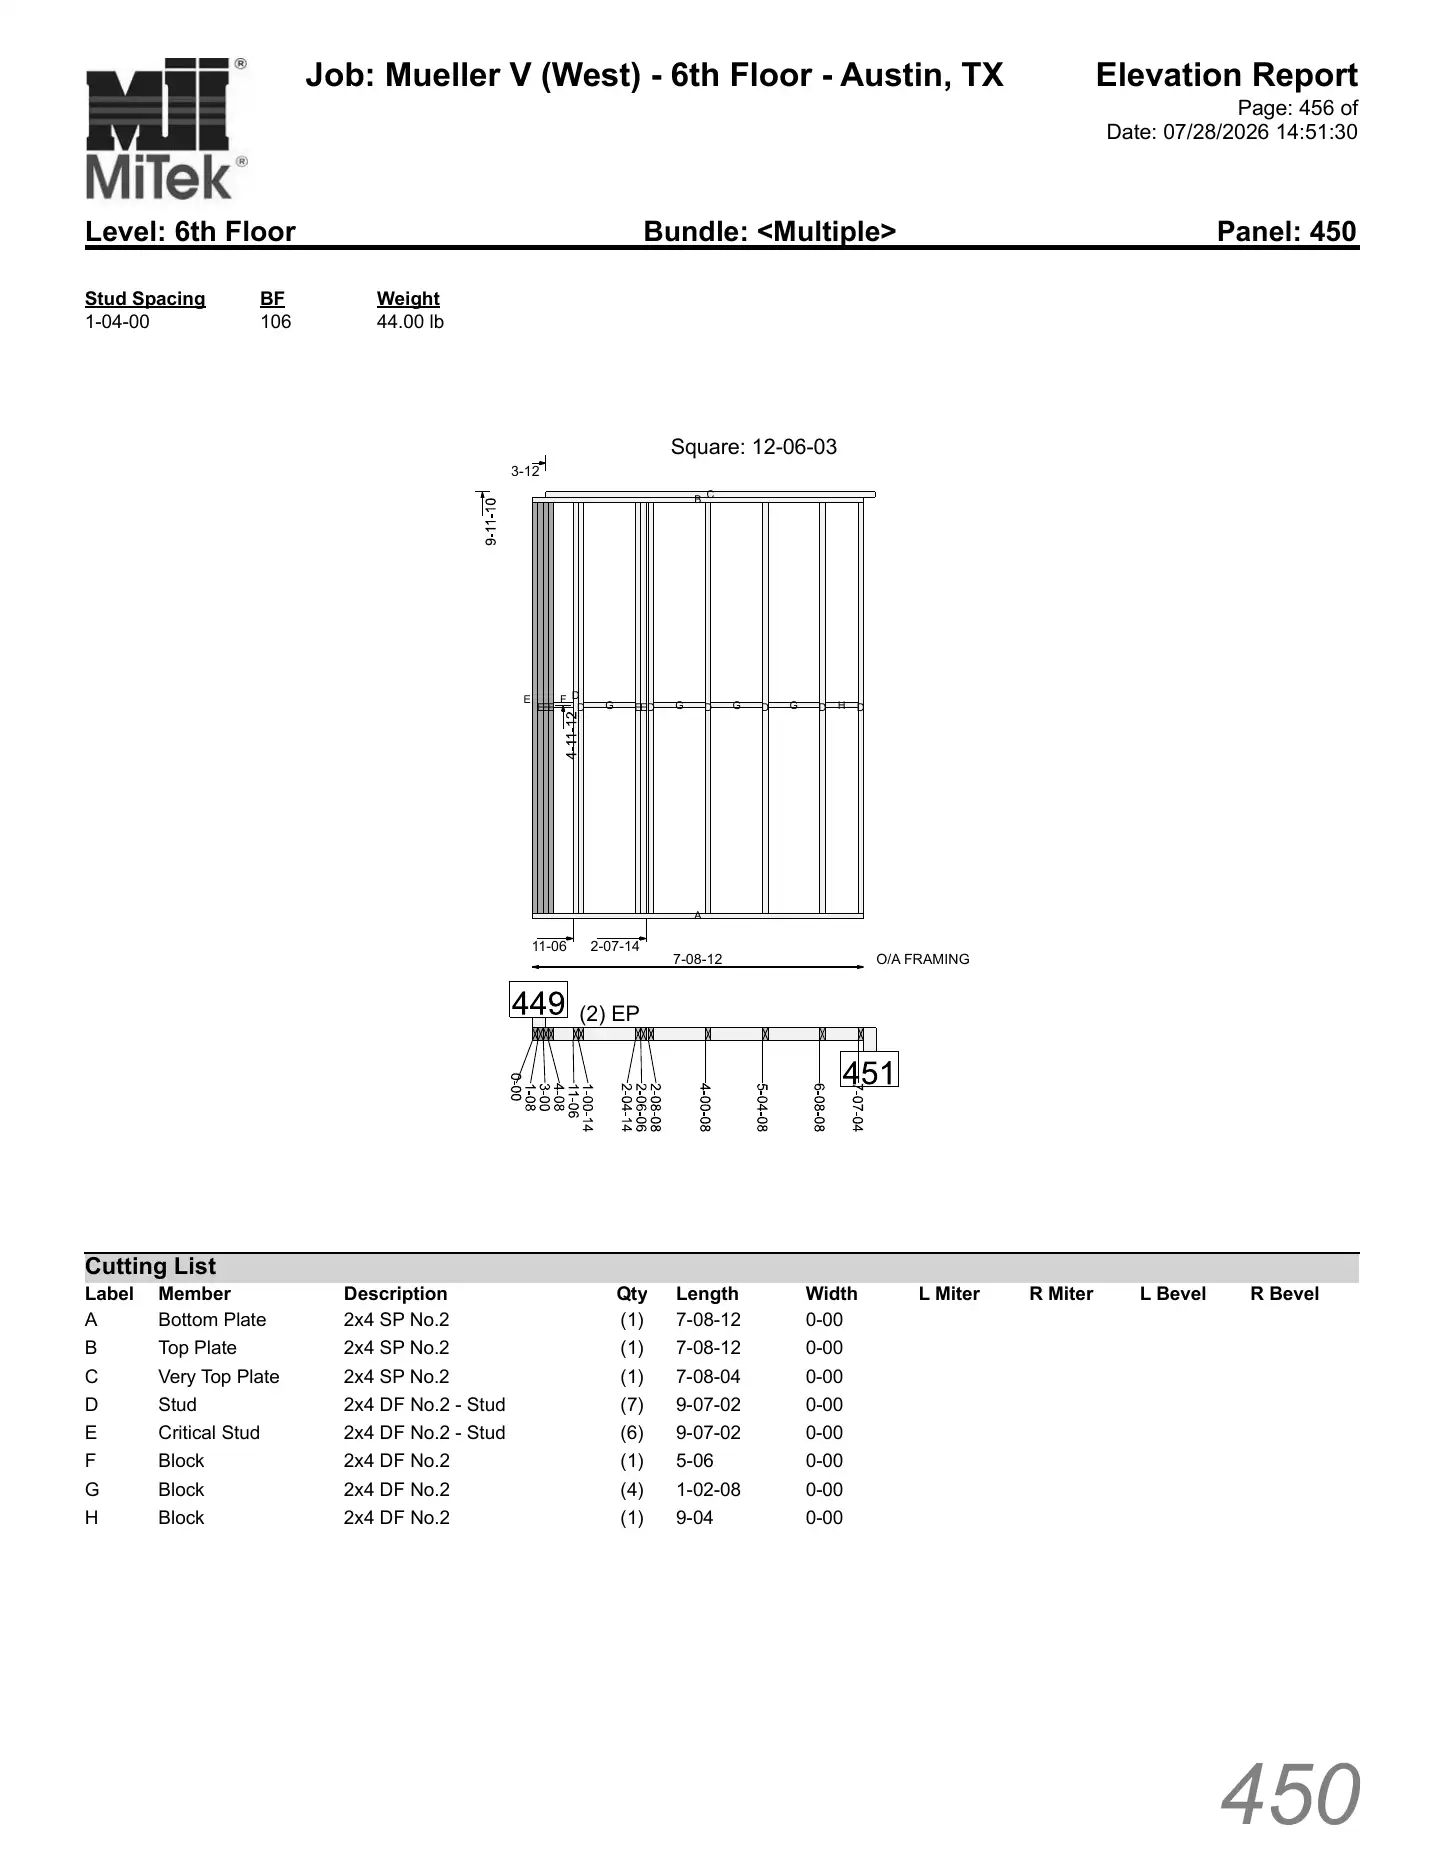 Job: Mueller V (West) - 6th Floor - Austin, TX
Elevation Report
Page: 456 of
Date: 07/28/2026 14:51:30
MiTek®
Level: 6th Floor Bundle: <Multiple> Panel: 450
Stud Spacing BF Weight
1-04-00 106 44.00 lb
Square: 12-06-03
3-12
9-11-10
C
B
E F D
G G G G H
4-11-12
A
11-06 2-07-14
7-08-12 O/A FRAMING
449 (2) EP
451
0-00 1-08 3-00 4-08 11-06 1-00-14 2-04-14 2-06-06 2-08-08 4-00-08 5-04-08 6-08-08 7-07-04
Cutting List
Label Member Description Qty Length Width L Miter R Miter L Bevel R Bevel
A Bottom Plate 2x4 SP No.2 (1) 7-08-12 0-00
B Top Plate 2x4 SP No.2 (1) 7-08-12 0-00
C Very Top Plate 2x4 SP No.2 (1) 7-08-04 0-00
D Stud 2x4 DF No.2 - Stud (7) 9-07-02 0-00
E Critical Stud 2x4 DF No.2 - Stud (6) 9-07-02 0-00
F Block 2x4 DF No.2 (1) 5-06 0-00
G Block 2x4 DF No.2 (4) 1-02-08 0-00
H Block 2x4 DF No.2 (1) 9-04 0-00
450